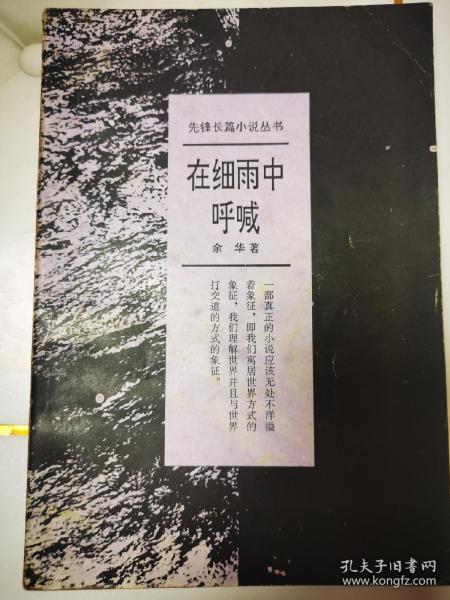 先锋长篇小说丛书
在细雨中
呼喊
余 华著
一部真正的小说应该无处不洋溢
着象征，即我们寓居世界方式的
象征，我们理解世界并且与世界
打交道的方式的象征。
孔夫子旧书网
www.kongfz.com